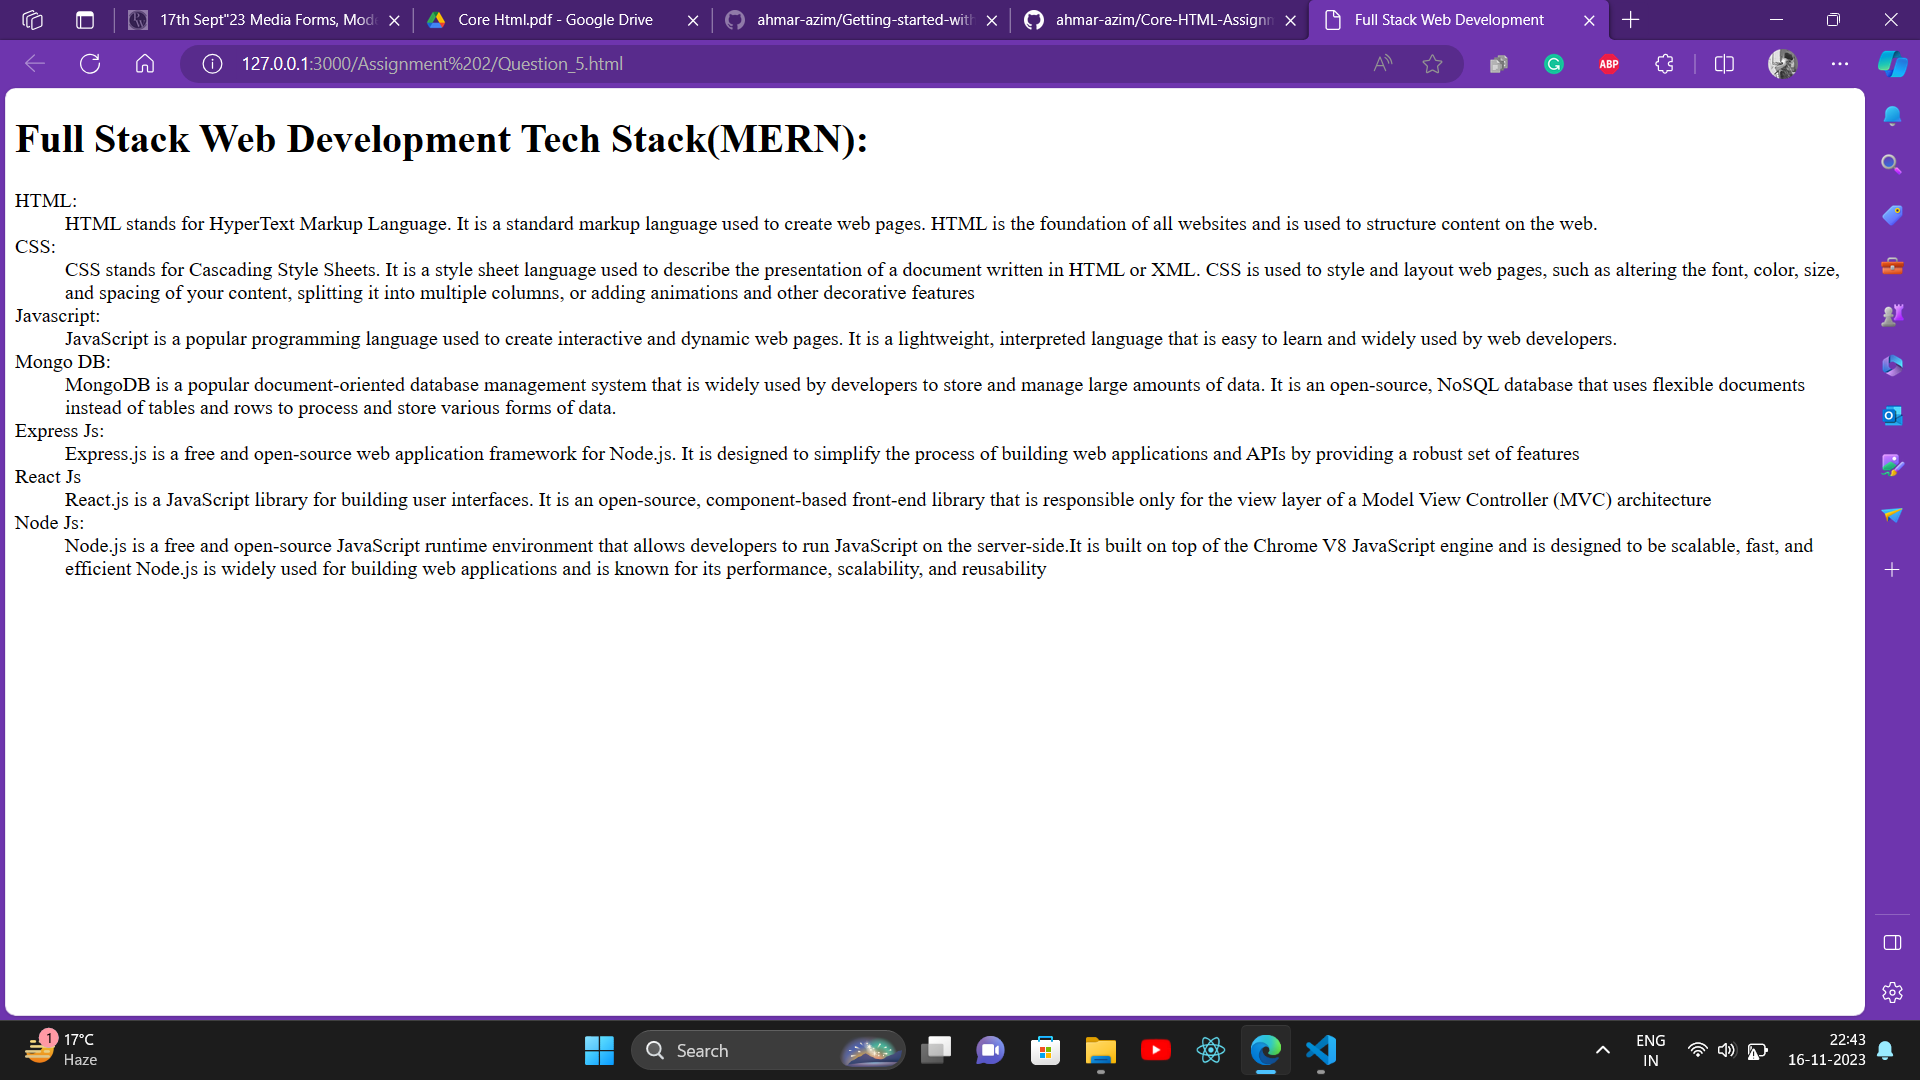 17th Sept"23 Media Forms, Mod
Core Html.pdf - Google Drive
ahmar-azim/Getting-started-with
ahmar-azim/Core-HTML-Assignm
Full Stack Web Development
127.0.0.1:3000/Assignment%202/Question_5.html
ABP
Full Stack Web Development Tech Stack(MERN):
HTML:
HTML stands for HyperText Markup Language. It is a standard markup language used to create web pages. HTML is the foundation of all websites and is used to structure content on the web.
CSS:
CSS stands for Cascading Style Sheets. It is a style sheet language used to describe the presentation of a document written in HTML or XML. CSS is used to style and layout web pages, such as altering the font, color, size,
and spacing of your content, splitting it into multiple columns, or adding animations and other decorative features
Javascript:
JavaScript is a popular programming language used to create interactive and dynamic web pages. It is a lightweight, interpreted language that is easy to learn and widely used by web developers.
Mongo DB:
MongoDB is a popular document-oriented database management system that is widely used by developers to store and manage large amounts of data. It is an open-source, NoSQL database that uses flexible documents
instead of tables and rows to process and store various forms of data.
Express Js:
Express.js is a free and open-source web application framework for Node.js. It is designed to simplify the process of building web applications and APIs by providing a robust set of features
React Js
React.js is a JavaScript library for building user interfaces. It is an open-source, component-based front-end library that is responsible only for the view layer of a Model View Controller (MVC) architecture
Node Js:
Node.js is a free and open-source JavaScript runtime environment that allows developers to run JavaScript on the server-side.It is built on top of the Chrome V8 JavaScript engine and is designed to be scalable, fast, and
efficient Node.js is widely used for building web applications and is known for its performance, scalability, and reusability
1
17°C
Haze
Search
ENG
IN
22:43
16-11-2023